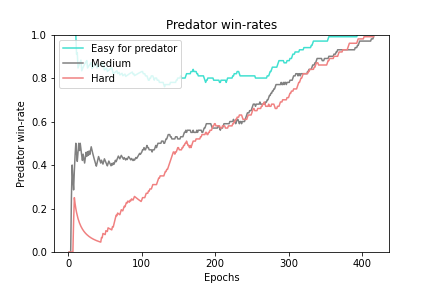 Predator win-rates
1.0
Easy for predator
Medium
Hard
0.8
0.6
0.4
0.2
0.0
Predator win-rate
0 100 200 300 400
Epochs